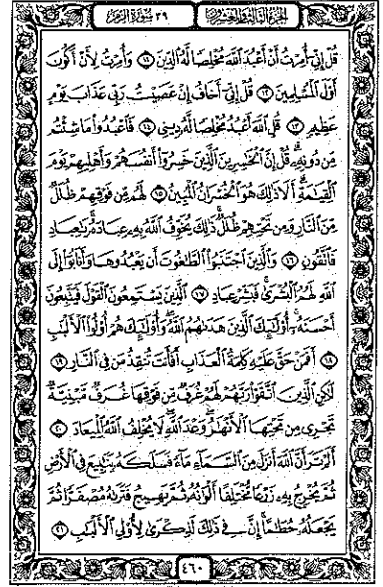 الجزء الثالث والعشرون
٣٩ سورة الزمر
قُلْ إِنِّي أُمِرْتُ أَنْ أَعْبُدَ اللَّهَ مُخْلِصًا لَّهُ الدِّينَ ﴿١١﴾ وَأُمِرْتُ لِأَنْ أَكُونَ
أَوَّلَ الْمُسْلِمِينَ ﴿١٢﴾ قُلْ إِنِّي أَخَافُ إِنْ عَصَيْتُ رَبِّي عَذَابَ يَوْمٍ
عَظِيمٍ ﴿١٣﴾ قُلِ اللَّهَ أَعْبُدُ مُخْلِصًا لَّهُ دِينِي ﴿١٤﴾ فَاعْبُدُوا مَا شِئْتُم
مِّن دُونِهِ ۗ قُلْ إِنَّ الْخَاسِرِينَ الَّذِينَ خَسِرُوا أَنفُسَهُمْ وَأَهْلِيهِمْ يَوْمَ
الْقِيَامَةِ ۗ أَلَا ذَٰلِكَ هُوَ الْخُسْرَانُ الْمُبِينُ ﴿١٥﴾ لَهُم مِّن فَوْقِهِمْ ظُلَلٌ
مِّنَ النَّارِ وَمِن تَحْتِهِمْ ظُلَلٌ ۚ ذَٰلِكَ يُخَوِّفُ اللَّهُ بِهِ عِبَادَهُ ۚ يَا عِبَادِ
فَاتَّقُونِ ﴿١٦﴾ وَالَّذِينَ اجْتَنَبُوا الطَّاغُوتَ أَن يَعْبُدُوهَا وَأَنَابُوا إِلَى
اللَّهِ لَهُمُ الْبُشْرَىٰ ۚ فَبَشِّرْ عِبَادِ ﴿١٧﴾ الَّذِينَ يَسْتَمِعُونَ الْقَوْلَ فَيَتَّبِعُونَ
أَحْسَنَهُ ۚ أُولَٰئِكَ الَّذِينَ هَدَاهُمُ اللَّهُ ۖ وَأُولَٰئِكَ هُمْ أُولُو الْأَلْبَابِ
﴿١٨﴾ أَفَمَنْ حَقَّ عَلَيْهِ كَلِمَةُ الْعَذَابِ أَفَأَنتَ تُنقِذُ مَن فِي النَّارِ ﴿١٩﴾
لَٰكِنِ الَّذِينَ اتَّقَوْا رَبَّهُمْ لَهُمْ غُرَفٌ مِّن فَوْقِهَا غُرَفٌ مَّبْنِيَّةٌ
تَجْرِي مِن تَحْتِهَا الْأَنْهَارُ ۖ وَعْدَ اللَّهِ ۖ لَا يُخْلِفُ اللَّهُ الْمِيعَادَ ﴿٢٠﴾
أَلَمْ تَرَ أَنَّ اللَّهَ أَنزَلَ مِنَ السَّمَاءِ مَاءً فَسَلَكَهُ يَنَابِيعَ فِي الْأَرْضِ
ثُمَّ يُخْرِجُ بِهِ زَرْعًا مُّخْتَلِفًا أَلْوَانُهُ ثُمَّ يَهِيجُ فَتَرَاهُ مُصْفَرًّا ثُمَّ
يَجْعَلُهُ حُطَامًا ۚ إِنَّ فِي ذَٰلِكَ لَذِكْرَىٰ لِأُولِي الْأَلْبَابِ ﴿٢١﴾
٤٦٠